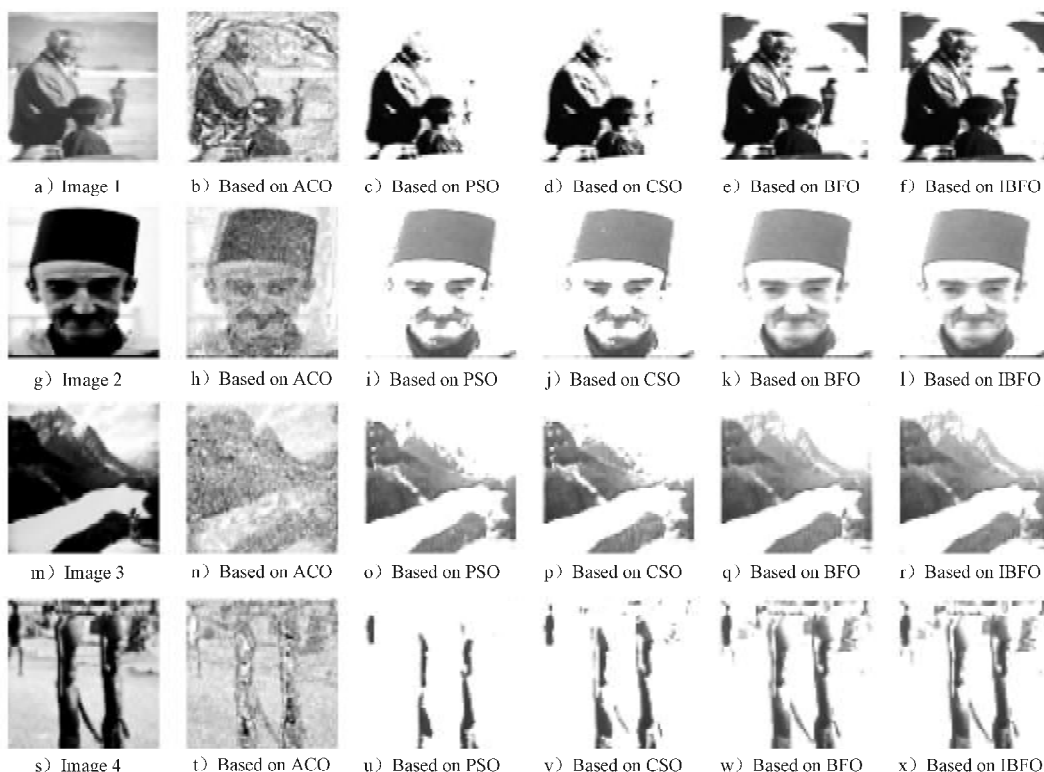 a) Image 1
b) Based on ACO
c) Based on PSO
d) Based on CSO
e) Based on BFO
f) Based on IBFO
g) Image 2
h) Based on ACO
i) Based on PSO
j) Based on CSO
k) Based on BFO
l) Based on IBFO
m) Image 3
n) Based on ACO
o) Based on PSO
p) Based on CSO
q) Based on BFO
r) Based on IBFO
s) Image 4
t) Based on ACO
u) Based on PSO
v) Based on CSO
w) Based on BFO
x) Based on IBFO